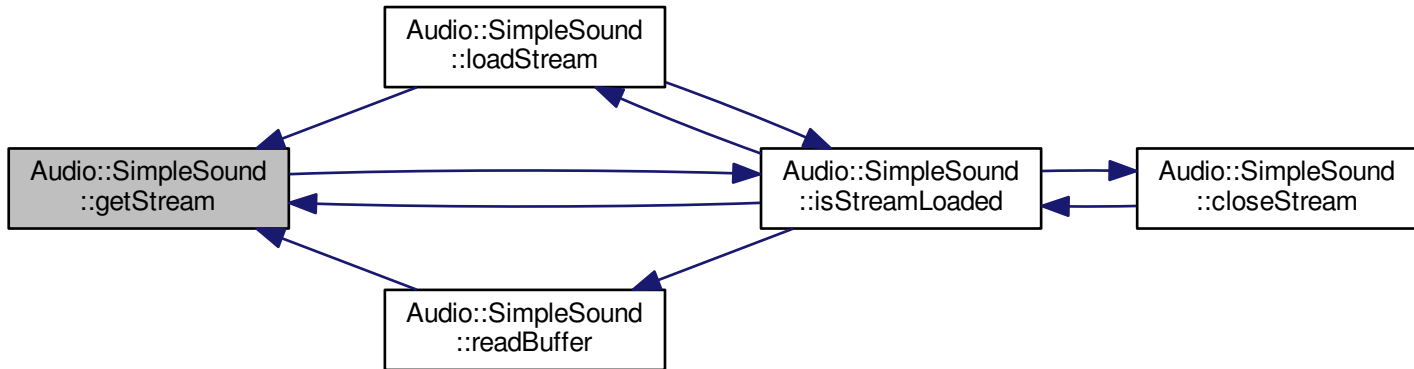 Audio::SimpleSound
::loadStream
Audio::SimpleSound
::getStream
Audio::SimpleSound
::isStreamLoaded
Audio::SimpleSound
::closeStream
Audio::SimpleSound
::readBuffer